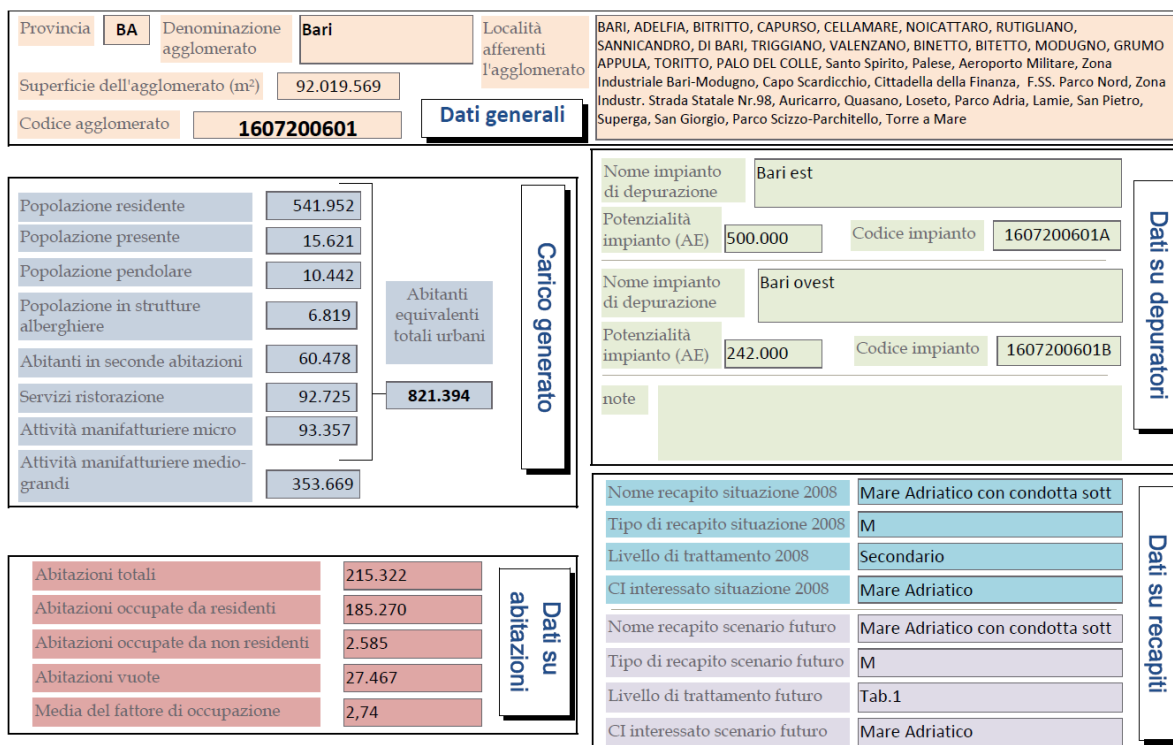 Provincia BA Denominazione agglomerato Bari
Superficie dell'agglomerato (m²) 92.019.569
Codice agglomerato 1607200601
Dati generali
Località afferenti l'agglomerato
BARI, ADELFIA, BITRITTO, CAPURSO, CELLAMARE, NOICATTARO, RUTIGLIANO,
SANNICANDRO, DI BARI, TRIGGIANO, VALENZANO, BINETTO, BITETTO, MODUGNO, GRUMO
APPULA, TORITTO, PALO DEL COLLE, Santo Spirito, Palese, Aeroporto Militare, Zona
Industriale Bari-Modugno, Capo Scardicchio, Cittadella della Finanza, F.SS. Parco Nord, Zona
Industr. Strada Statale Nr.98, Auricarro, Quasano, Loseto, Parco Adria, Lamie, San Pietro,
Superga, San Giorgio, Parco Scizzo-Parchitello, Torre a Mare
Popolazione residente 541.952
Popolazione presente 15.621
Popolazione pendolare 10.442
Popolazione in strutture alberghiere 6.819
Abitanti in seconde abitazioni 60.478
Servizi ristorazione 92.725
Attività manifatturiere micro 93.357
Attività manifatturiere medio-
grandi 353.669
Abitanti
equivalenti
totali urbani
821.394
Carico generato
Nome impianto
di depurazione Bari est
Potenzialità
impianto (AE) 500.000 Codice impianto 1607200601A
Nome impianto
di depurazione Bari ovest
Potenzialità
impianto (AE) 242.000 Codice impianto 1607200601B
note
Dati su depuratori
Abitazioni totali 215.322
Abitazioni occupate da residenti 185.270
Abitazioni occupate da non residenti 2.585
Abitazioni vuote 27.467
Media del fattore di occupazione 2,74
Dati su
abitazioni
Nome recapito situazione 2008 Mare Adriatico con condotta sott
Tipo di recapito situazione 2008 M
Livello di trattamento 2008 Secondario
CI interessato situazione 2008 Mare Adriatico
Nome recapito scenario futuro Mare Adriatico con condotta sott
Tipo di recapito scenario futuro M
Livello di trattamento futuro Tab.1
CI interessato scenario futuro Mare Adriatico
Dati su recapiti